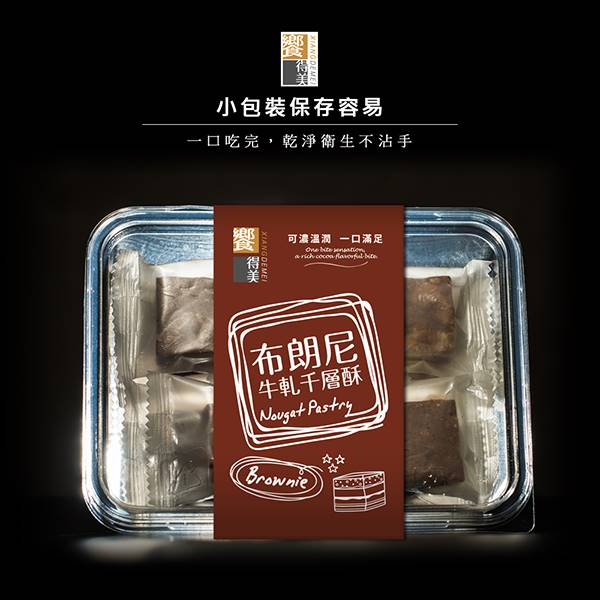 饗
得美
XIANGDEMEI
小包裝保存容易
一口吃完，乾淨衛生不沾手
饗
得美
XIANGDEMEI
可濃溫潤 一口滿足
One bite sensation,
a rich cocoa flavorful bite.
布朗尼
牛軋千層酥
Nougat Pastry
Brownie